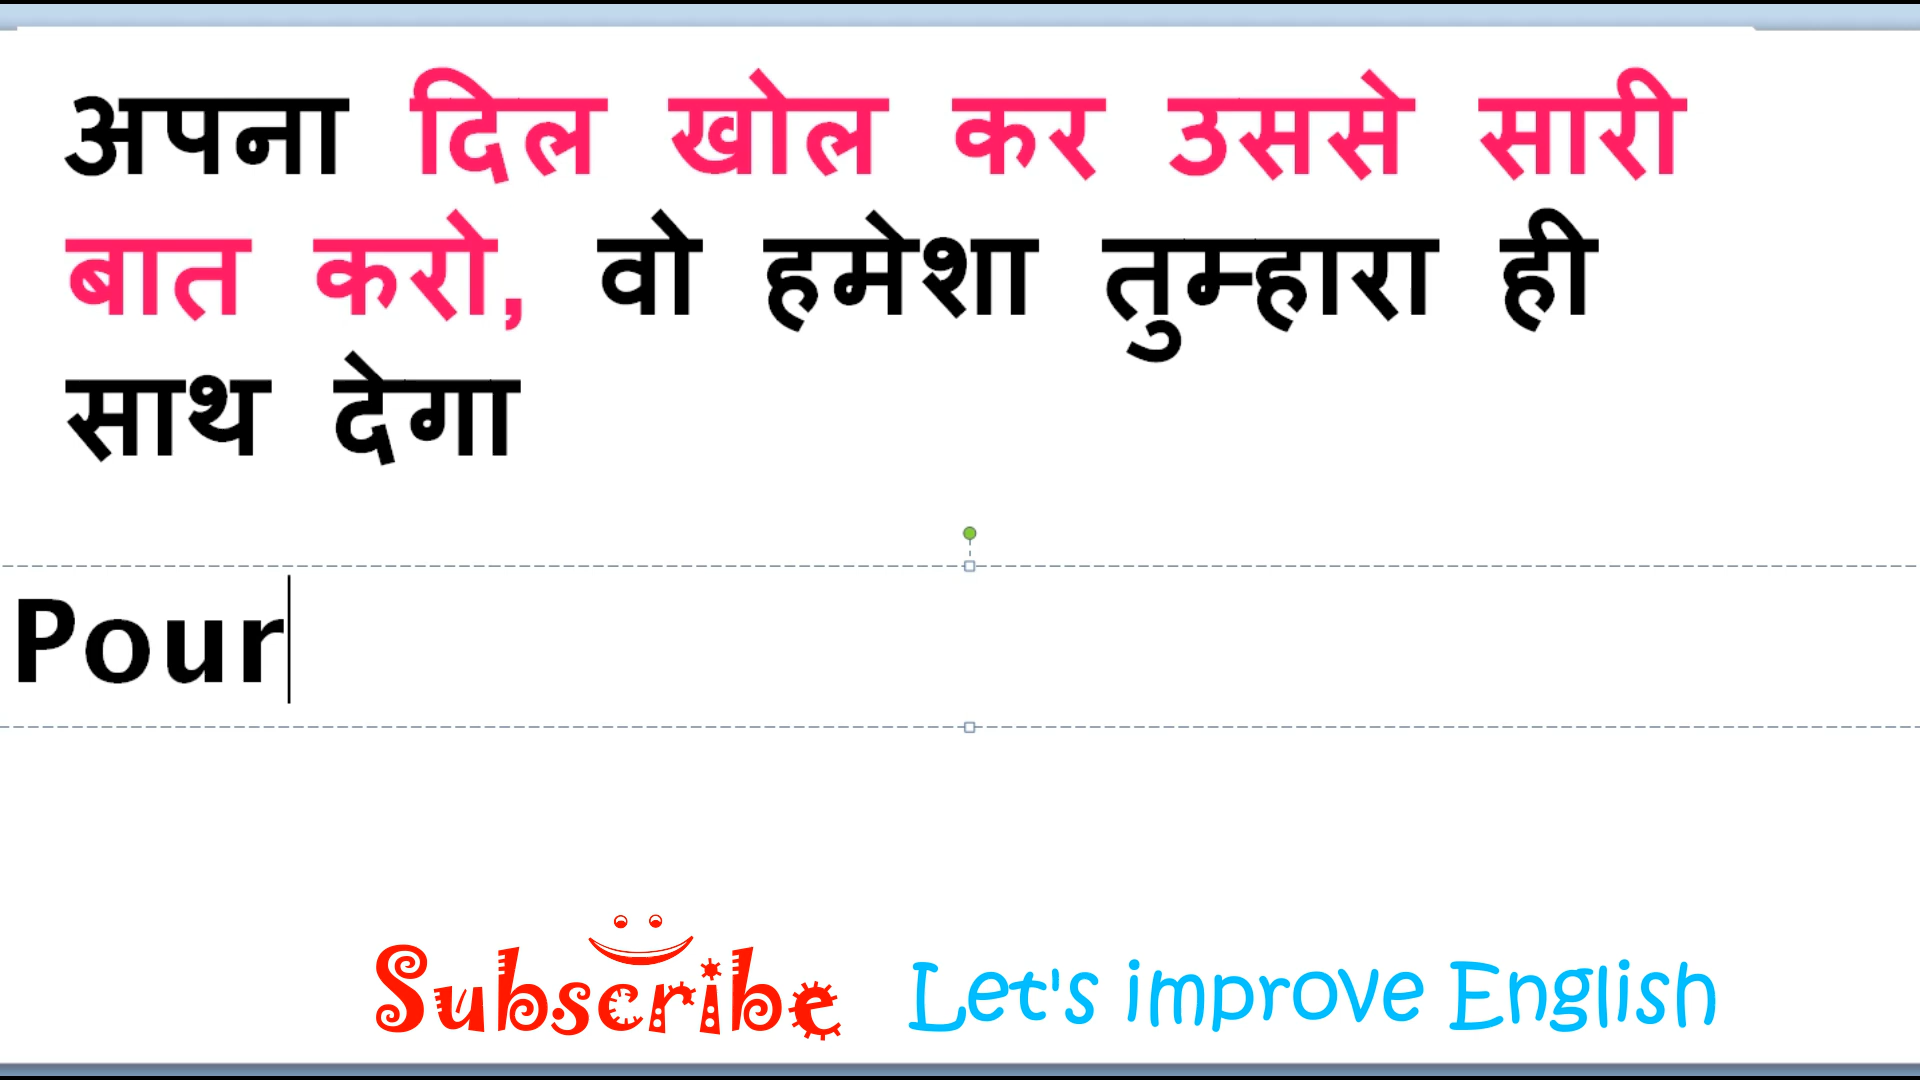 अपना दिल खोल कर उससे सारी
बात करो, वो हमेशा तुम्हारा ही
साथ देगा
Pour
Subscribe Let's improve English